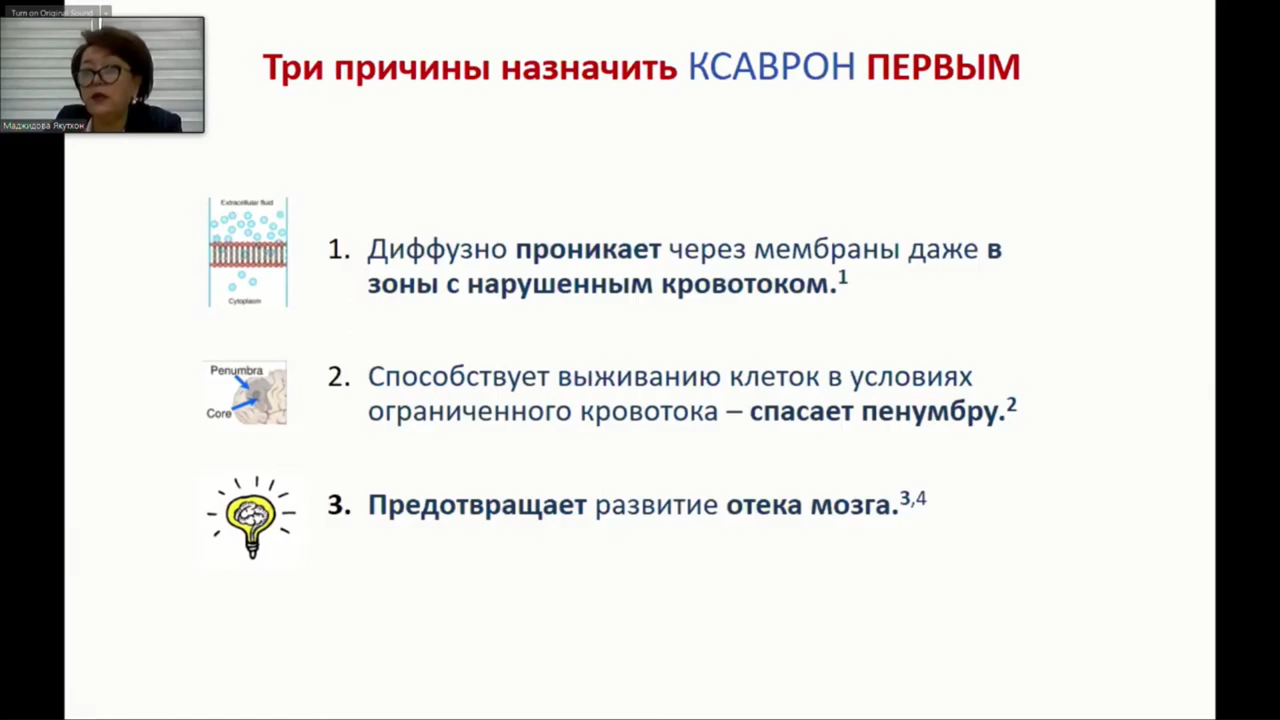 Turn on Original Sound
Маджидова Якутхон
Три причины назначить КСАВРОН ПЕРВЫМ
Extracellular fluid
Cytoplasm
1. Диффузно проникает через мембраны даже в
зоны с нарушенным кровотоком.1
Penumbra
Core
2. Способствует выживанию клеток в условиях
ограниченного кровотока – спасает пенумбру.2
3. Предотвращает развитие отека мозга.3,4